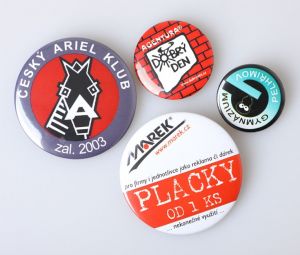 ČESKÝ ARIEL KLUB
zal. 2003
AGENTURA
DOBRÝ
DEN
GYMNÁZIUM
PELHŘIMOV
MAREK
www.marek.cz
pro firmy i jednotlivce jako reklama či dárek
PLACKY
OD 1 KS
... nekonečné využití ...